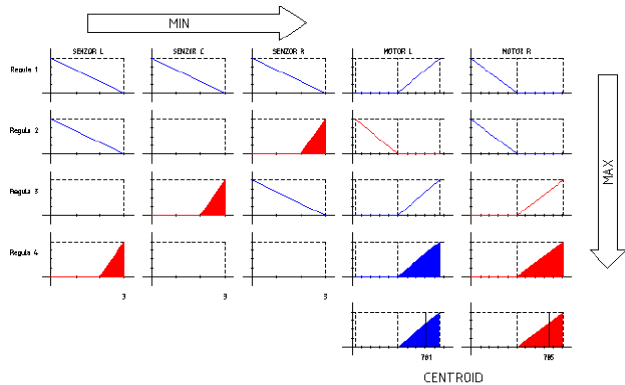 MIN
SENZOR L SENZOR C SENZOR R MOTOR L MOTOR R
Regula 1
Regula 2
Regula 3
Regula 4
MAX
3 3 3
701 705
CENTROID